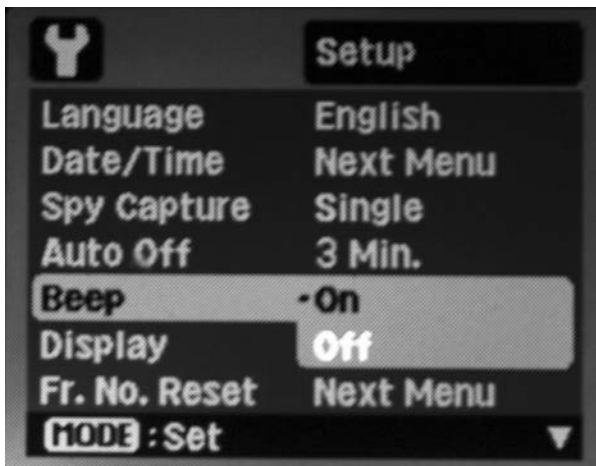 Setup
Language English
Date/Time Next Menu
Spy Capture Single
Auto Off 3 Min.
Beep ·On
Display Off
Fr. No. Reset Next Menu
MODE :Set